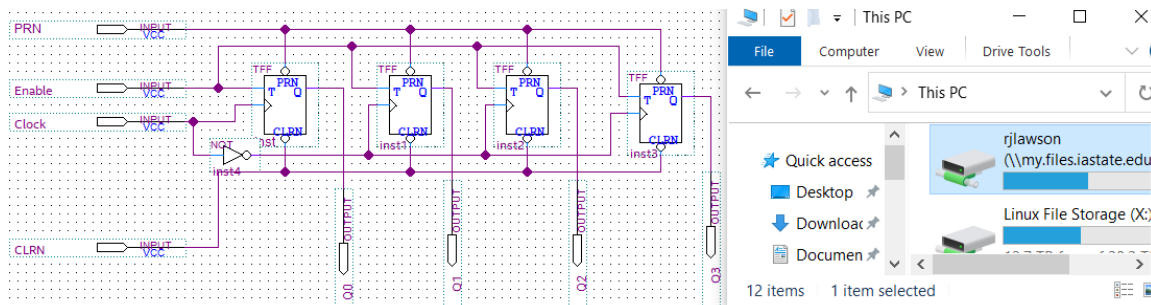 PRN
INPUT
VCC
Enable
INPUT
VCC
Clock
INPUT
VCC
CLRN
INPUT
VCC
NOT
inst4
TFF
PRN
T Q
CLRN
inst
TFF
PRN
T Q
CLRN
inst1
TFF
PRN
T Q
CLRN
inst2
TFF
PRN
T Q
CLRN
inst3
OUTPUT
Q0
OUTPUT
Q1
OUTPUT
Q2
OUTPUT
Q3
This PC
File Computer View Drive Tools
This PC
Quick access
Desktop
Downloa
Documen
rjlawson
(\\my.files.iastate.edu
Linux File Storage (X:)
12 items 1 item selected